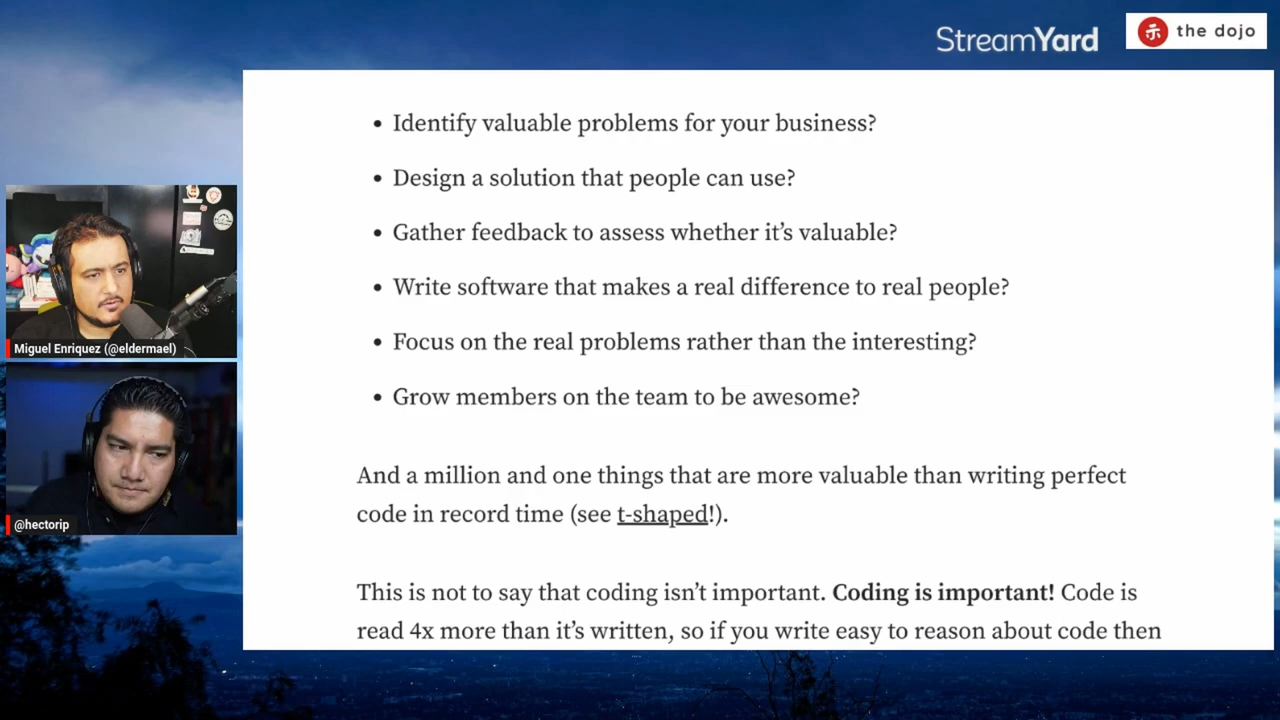 StreamYard
the dojo
Identify valuable problems for your business?
Design a solution that people can use?
Gather feedback to assess whether it’s valuable?
Write software that makes a real difference to real people?
Focus on the real problems rather than the interesting?
Grow members on the team to be awesome?
And a million and one things that are more valuable than writing perfect
code in record time (see t-shaped!).
This is not to say that coding isn’t important. Coding is important! Code is
read 4x more than it’s written, so if you write easy to reason about code then
Miguel Enriquez (@eldermael)
@hectorip